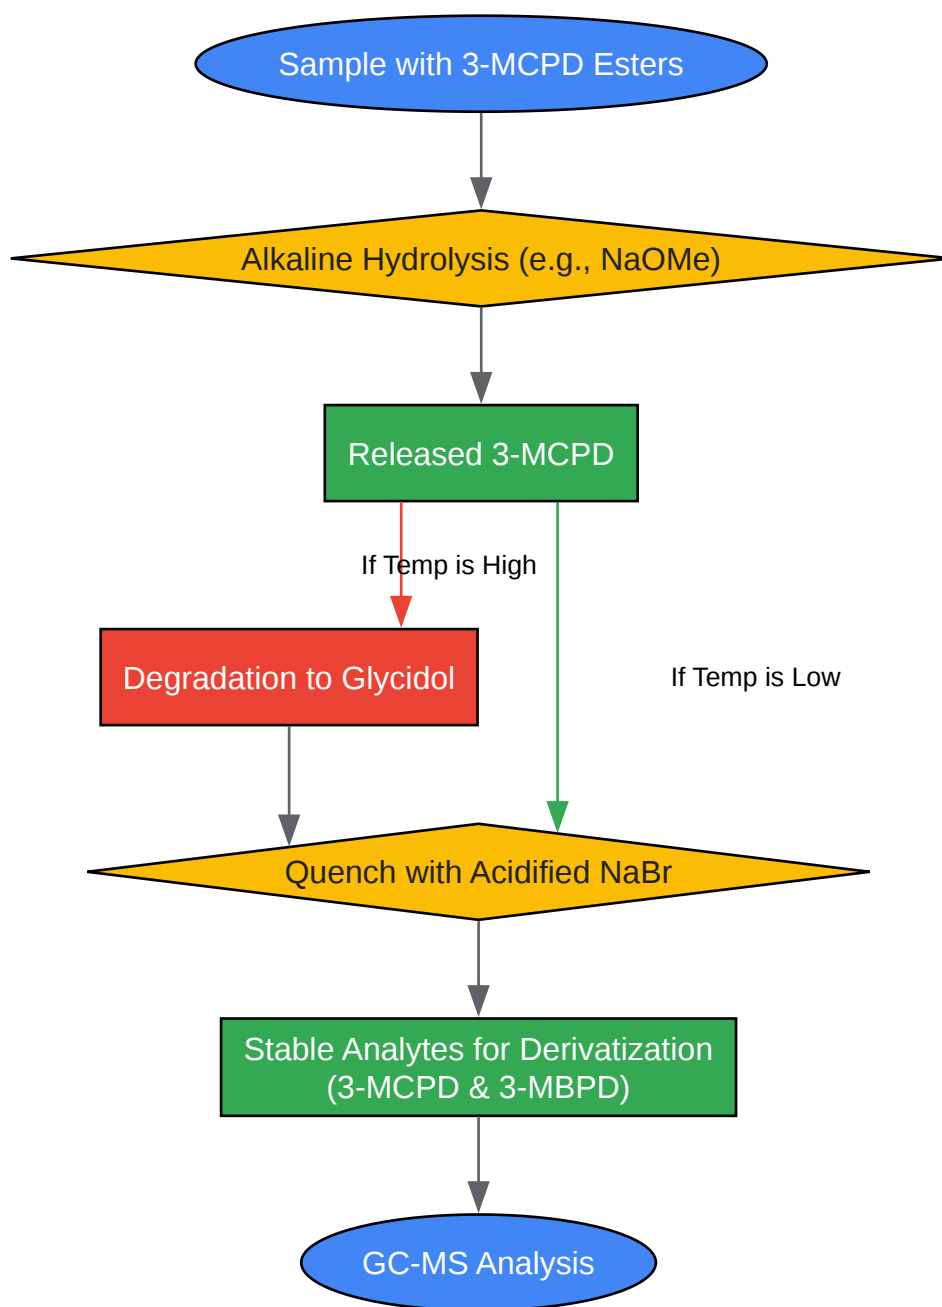 Sample with 3-MCPD Esters
Alkaline Hydrolysis (e.g., NaOMe)
Released 3-MCPD
If Temp is High
Degradation to Glycidol
If Temp is Low
Quench with Acidified NaBr
Stable Analytes for Derivatization
(3-MCPD & 3-MBPD)
GC-MS Analysis